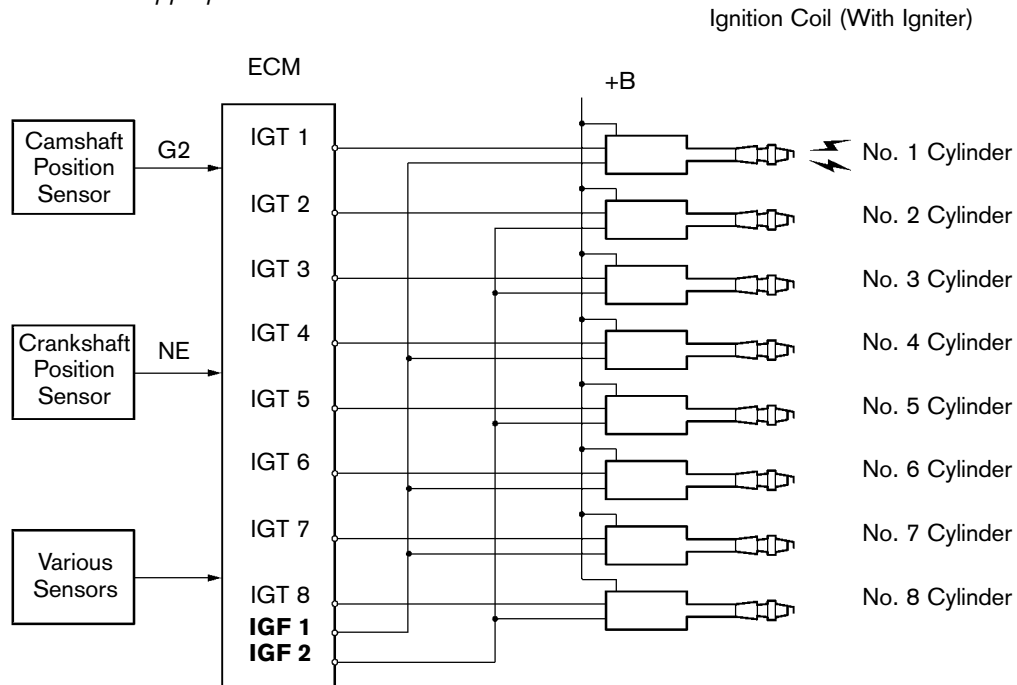 Ignition Coil (With Igniter)
ECM
+B
Camshaft
Position
Sensor
G2
Crankshaft
Position
Sensor
NE
Various
Sensors
IGT 1
IGT 2
IGT 3
IGT 4
IGT 5
IGT 6
IGT 7
IGT 8
IGF 1
IGF 2
No. 1 Cylinder
No. 2 Cylinder
No. 3 Cylinder
No. 4 Cylinder
No. 5 Cylinder
No. 6 Cylinder
No. 7 Cylinder
No. 8 Cylinder